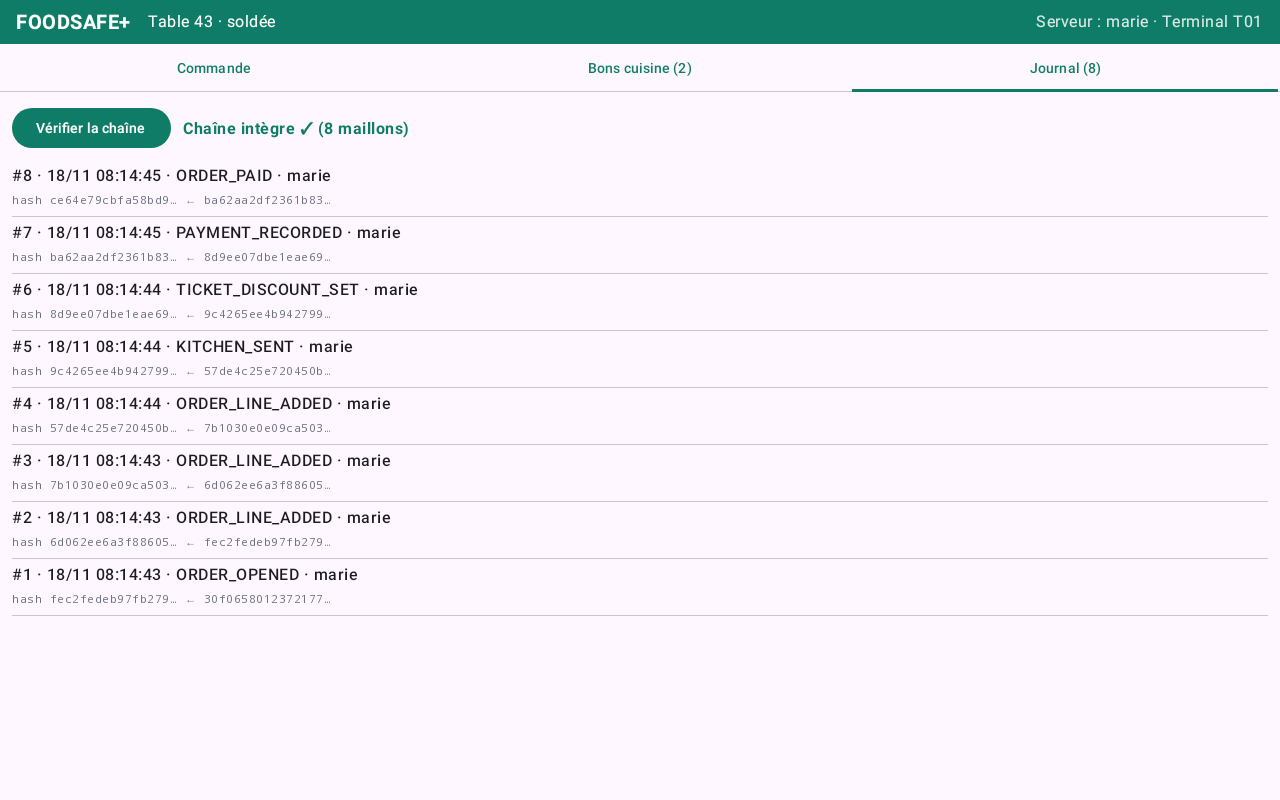 FOODSAFE+ Table 43 · soldée Serveur : marie · Terminal T01
Commande Bons cuisine (2) Journal (8)
Vérifier la chaîne Chaîne intègre ✓ (8 maillons)
#8 · 18/11 08:14:45 · ORDER_PAID · marie
hash ce64e79cbfa58bd9… ← ba62aa2df2361b83…
#7 · 18/11 08:14:45 · PAYMENT_RECORDED · marie
hash ba62aa2df2361b83… ← 8d9ee07dbe1eae69…
#6 · 18/11 08:14:44 · TICKET_DISCOUNT_SET · marie
hash 8d9ee07dbe1eae69… ← 9c4265ee4b942799…
#5 · 18/11 08:14:44 · KITCHEN_SENT · marie
hash 9c4265ee4b942799… ← 57de4c25e720450b…
#4 · 18/11 08:14:44 · ORDER_LINE_ADDED · marie
hash 57de4c25e720450b… ← 7b1030e0e09ca503…
#3 · 18/11 08:14:43 · ORDER_LINE_ADDED · marie
hash 7b1030e0e09ca503… ← 6d062ee6a3f88605…
#2 · 18/11 08:14:43 · ORDER_LINE_ADDED · marie
hash 6d062ee6a3f88605… ← fec2fedeb97fb279…
#1 · 18/11 08:14:43 · ORDER_OPENED · marie
hash fec2fedeb97fb279… ← 30f0658012372177…